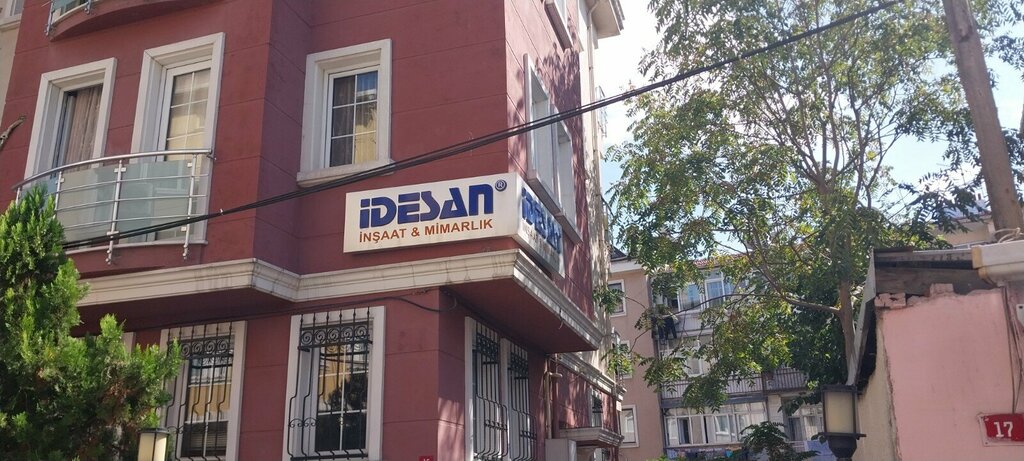 iDESAN®
İNŞAAT & MİMARLIK
iDESAN
17